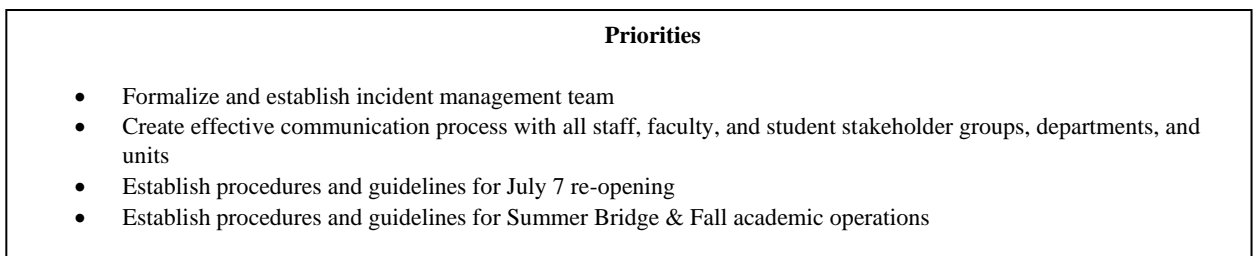 Priorities
• Formalize and establish incident management team
• Create effective communication process with all staff, faculty, and student stakeholder groups, departments, and
units
• Establish procedures and guidelines for July 7 re-opening
• Establish procedures and guidelines for Summer Bridge & Fall academic operations